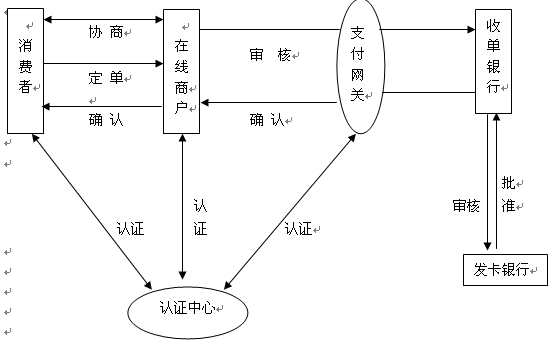 消费者
协 商
定 单
确 认
在线商户
审 核
确 认
支付网关
收单银行
审核
批准
发卡银行
认证
认证
认证
认证中心